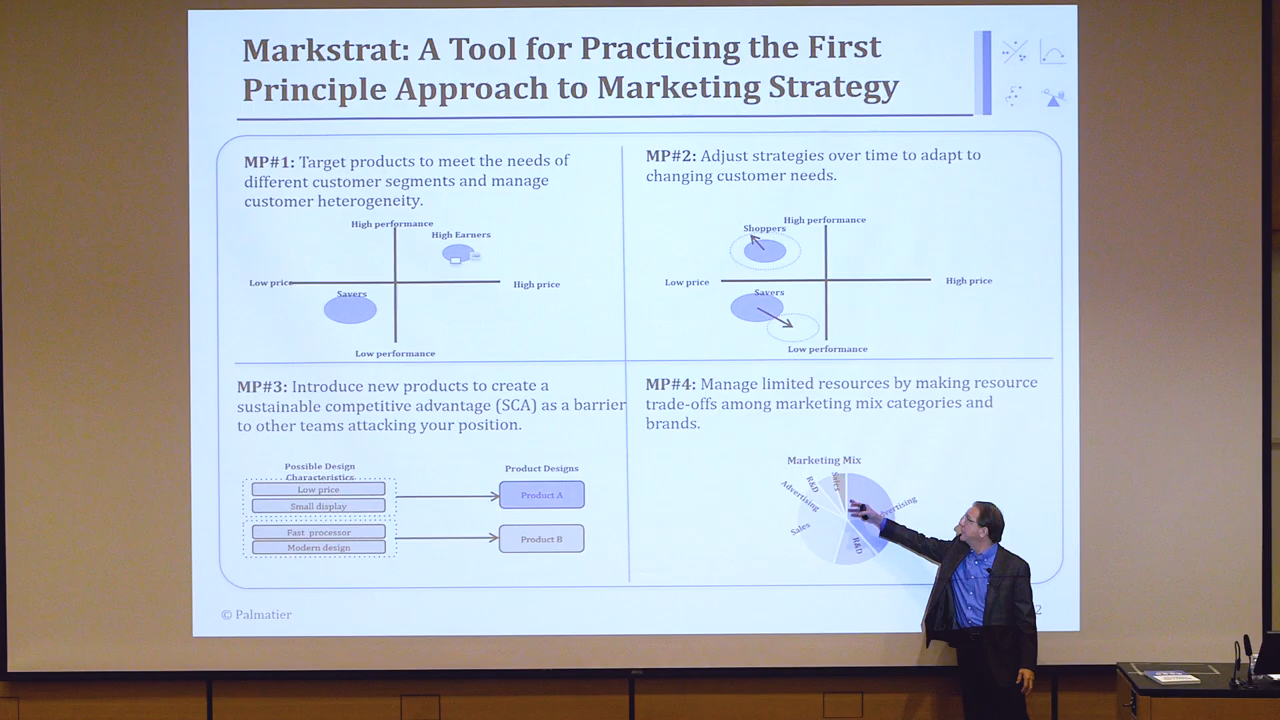 Markstrat: A Tool for Practicing the First
Principle Approach to Marketing Strategy
MP#1: Target products to meet the needs of
different customer segments and manage
customer heterogeneity.
High performance
High Earners
Low price
High price
Savers
Low performance
MP#2: Adjust strategies over time to adapt to
changing customer needs.
High performance
Shoppers
Low price
High price
Savers
Low performance
MP#3: Introduce new products to create a
sustainable competitive advantage (SCA) as a barrier
to other teams attacking your position.
Possible Design
Characteristics
Product Designs
Low price
Small display
Product A
Fast processor
Modern design
Product B
MP#4: Manage limited resources by making resource
trade-offs among marketing mix categories and
brands.
Marketing Mix
Sales
R&D
Advertising
Sales
R&D
© Palmatier
2